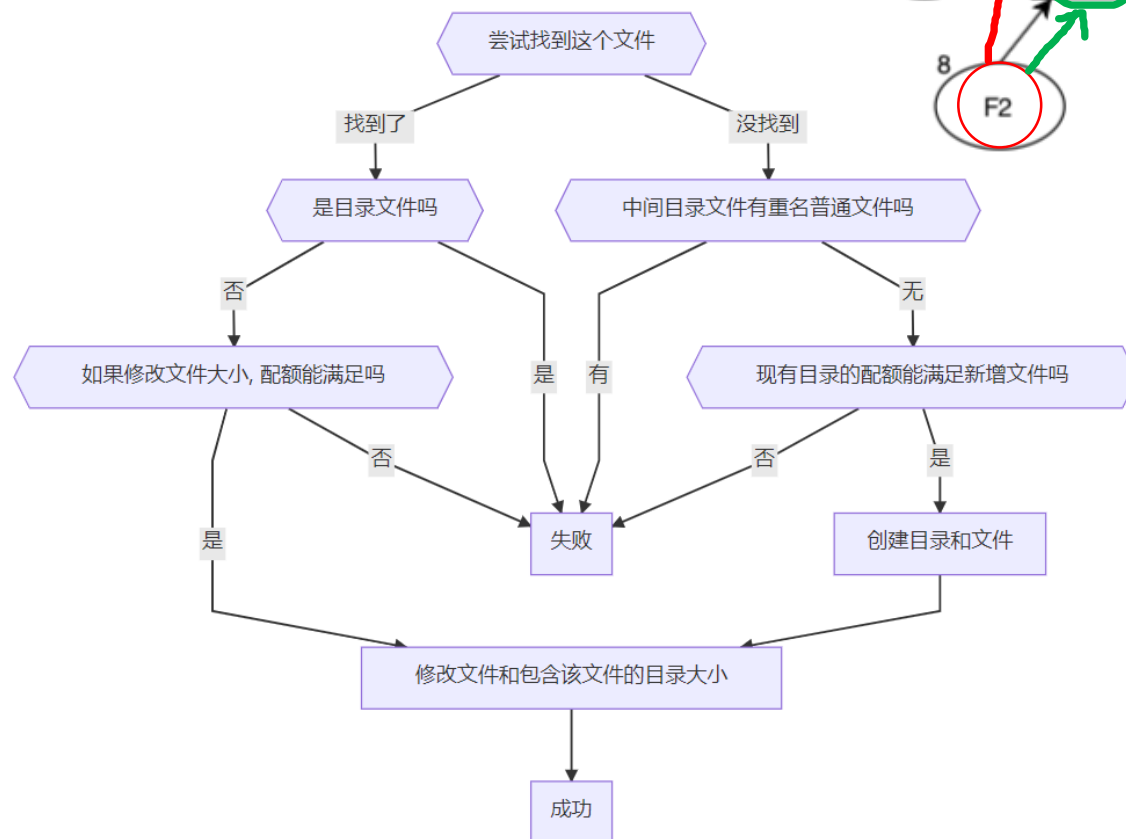 尝试找到这个文件
8
F2
找到了
没找到
是目录文件吗
中间目录文件有重名普通文件吗
否
无
如果修改文件大小, 配额能满足吗
是
有
现有目录的配额能满足新增文件吗
否
否
是
是
失败
创建目录和文件
修改文件和包含该文件的目录大小
成功